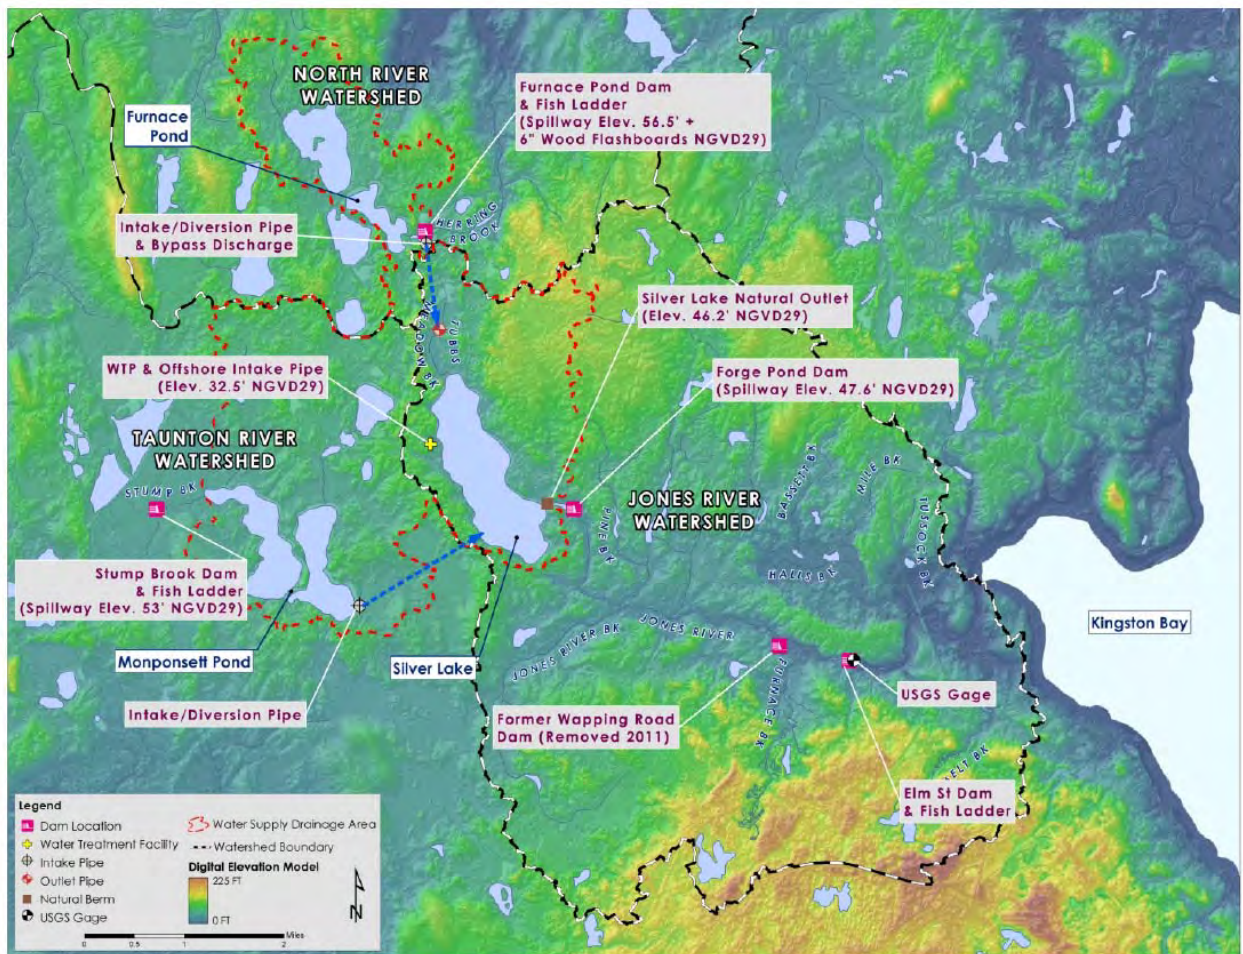 NORTH RIVER
WATERSHED
Furnace Pond Dam
& Fish Ladder
(Spillway Elev. 56.5' +
6" Wood Flashboards NGVD29)
Furnace
Pond
Intake/Diversion Pipe
& Bypass Discharge
HERRING
BROOK
Silver Lake Natural Outlet
(Elev. 46.2' NGVD29)
TUBBS
MEADOW BK
WTP & Offshore Intake Pipe
(Elev. 32.5' NGVD29)
Forge Pond Dam
(Spillway Elev. 47.6' NGVD29)
TAUNTON RIVER
WATERSHED
STUMP BK
JONES RIVER
WATERSHED
PINE BK
BASSETT BK
MILE BK
TUSSOCK BK
HALLS BK
Stump Brook Dam
& Fish Ladder
(Spillway Elev. 53' NGVD29)
Monponsett Pond
Silver Lake
JONES RIVER BK
JONES RIVER
FURNACE BK
Kingston Bay
Intake/Diversion Pipe
Former Wapping Road
Dam (Removed 2011)
USGS Gage
ELT BK
Elm St Dam
& Fish Ladder
Legend
Dam Location
Water Treatment Facility
Intake Pipe
Outlet Pipe
Natural Berm
USGS Gage
Water Supply Drainage Area
Watershed Boundary
Digital Elevation Model
225 FT
0 FT
N
0 0.5 1 2 Miles